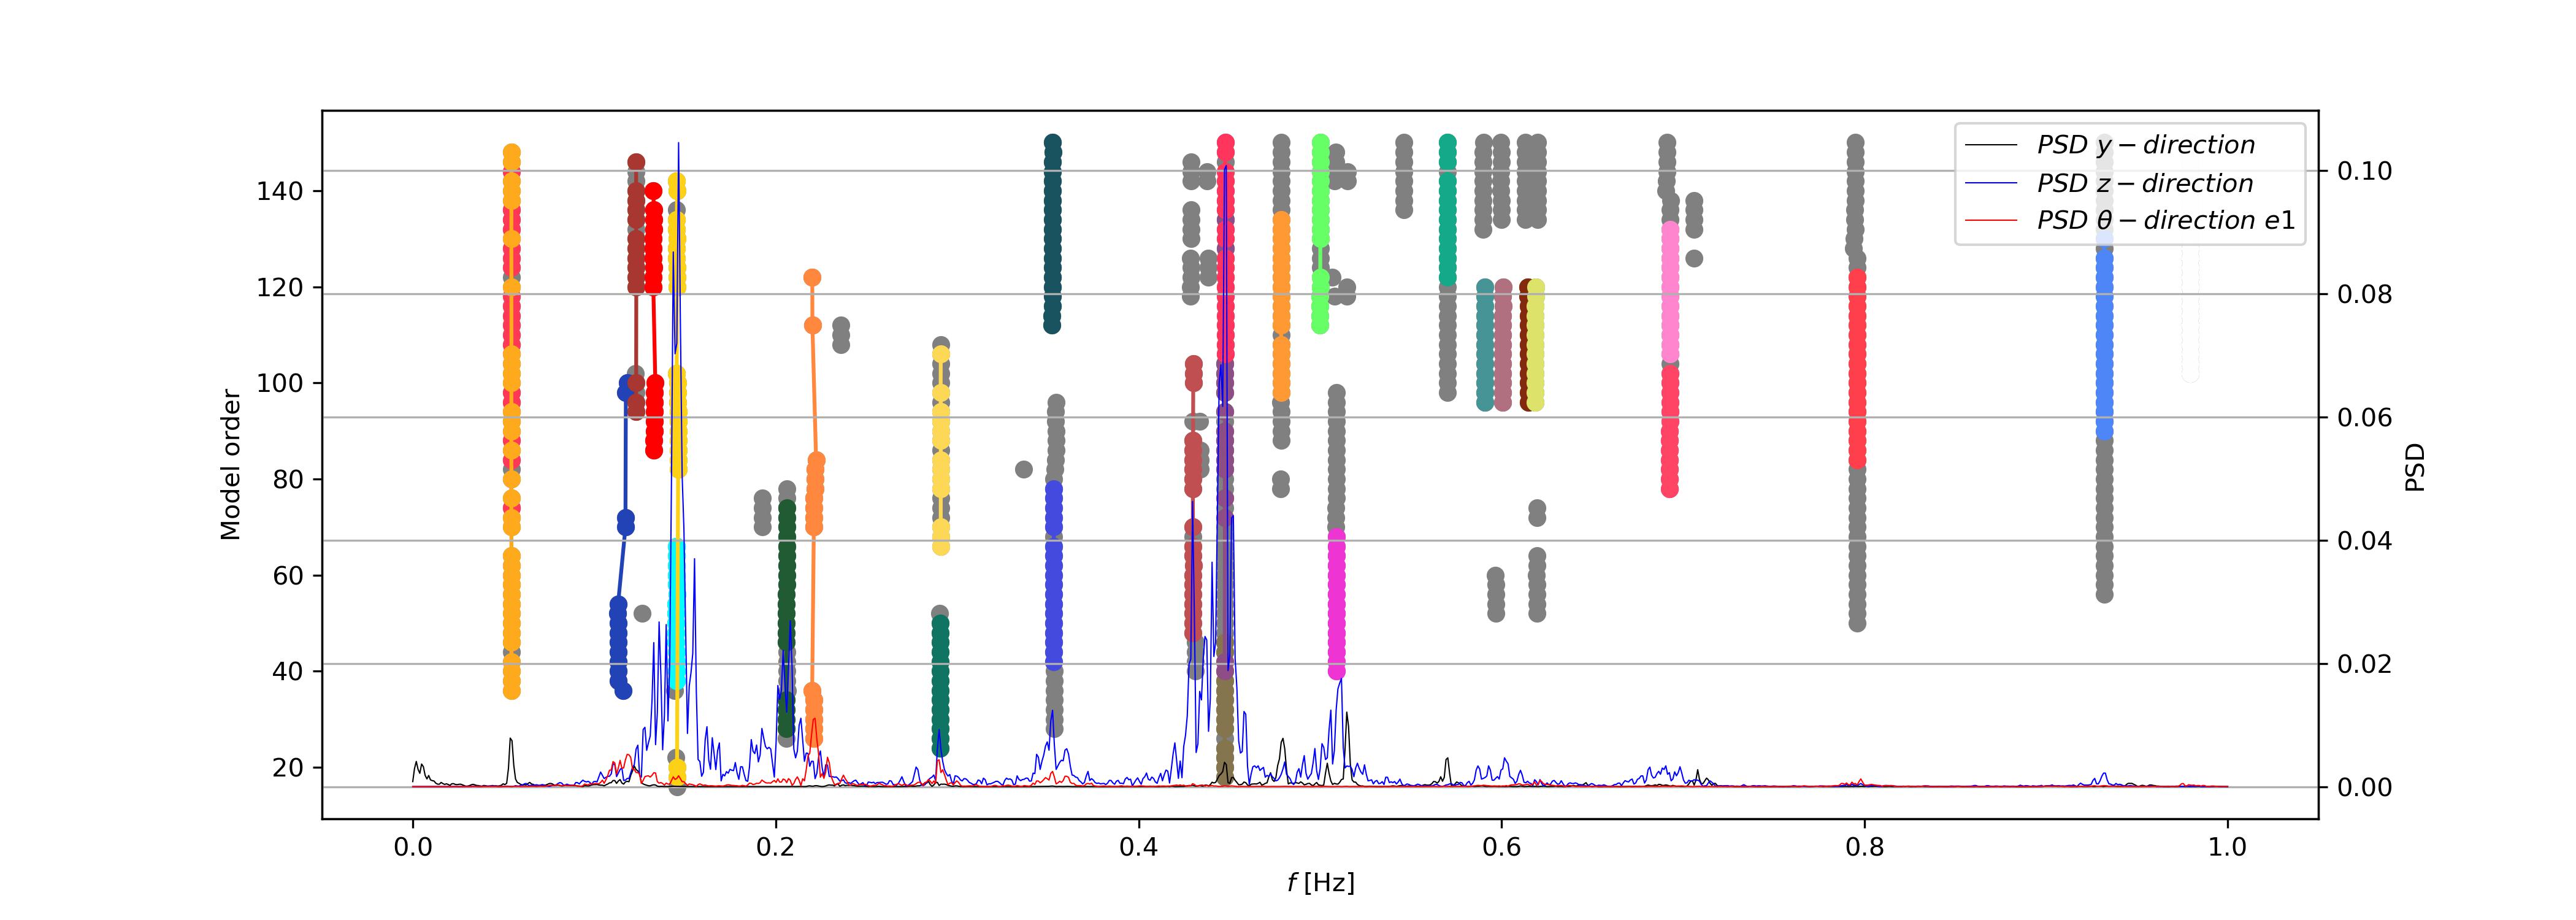 PSD y − direction
PSD z − direction
PSD θ − direction e1
Model order
140
120
100
80
60
40
20
0.10
0.08
0.06
0.04
0.02
0.00
PSD
0.0 0.2 0.4 0.6 0.8 1.0
f [Hz]